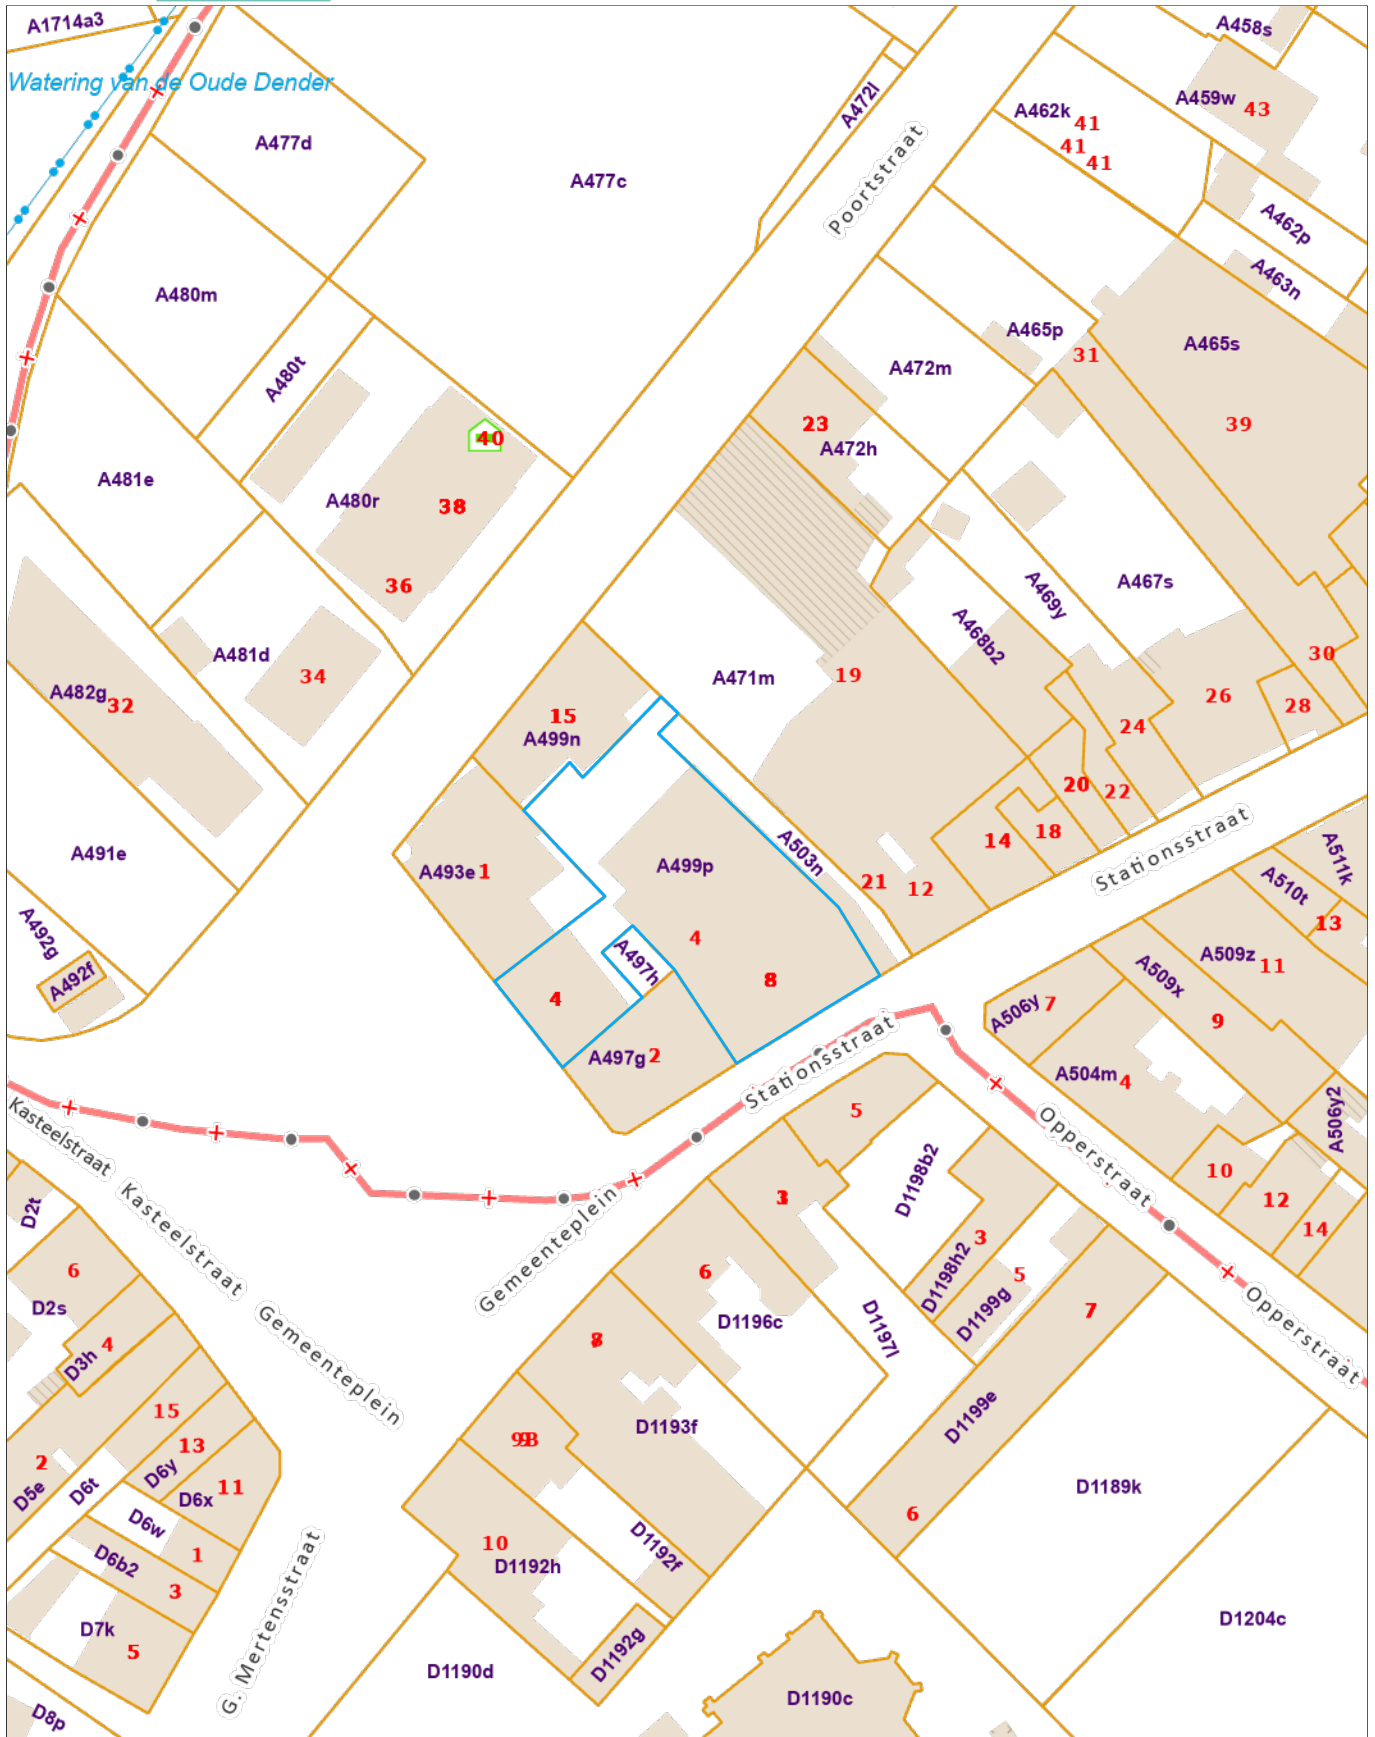 A1714a3
A458s
Watering van de Oude Dender
A472l
A462k
41
A459w
43
41
41
A477d
A477c
Poortstraat
A462p
A463n
A480m
A465p
31
A465s
A480t
A472m
39
40
23
A472h
A481e
A480r
38
36
A469y
A467s
A468b2
A481d
34
A471m
19
30
A482g
32
26
28
15
A499n
24
20
22
Stationsstraat
18
14
A491e
A503n
A511k
A493e
1
A499p
21
12
A510t
13
A492g
4
A509z
11
A497h
A509x
A492f
8
4
A506y
7
9
Stationsstraat
A497g
2
A504m
4
Kasteelstraat
5
Opperstraat
A506y2
D2t
Kasteelstraat
D1198b2
10
12
3
14
Gemeenteplein
3
6
6
D1198h2
5
D2s
Gemeenteplein
D1196c
D1199g
7
Opperstraat
D3h
4
8
D1197l
15
D1193f
D1199e
13
2
D6y
D5e
D6t
D6x
11
D1189k
D6w
6
1
10
D1192f
D6b2
D1192h
3
G. Mertensstraat
D7k
5
D1192g
D1204c
D1190d
D1190c
D8p